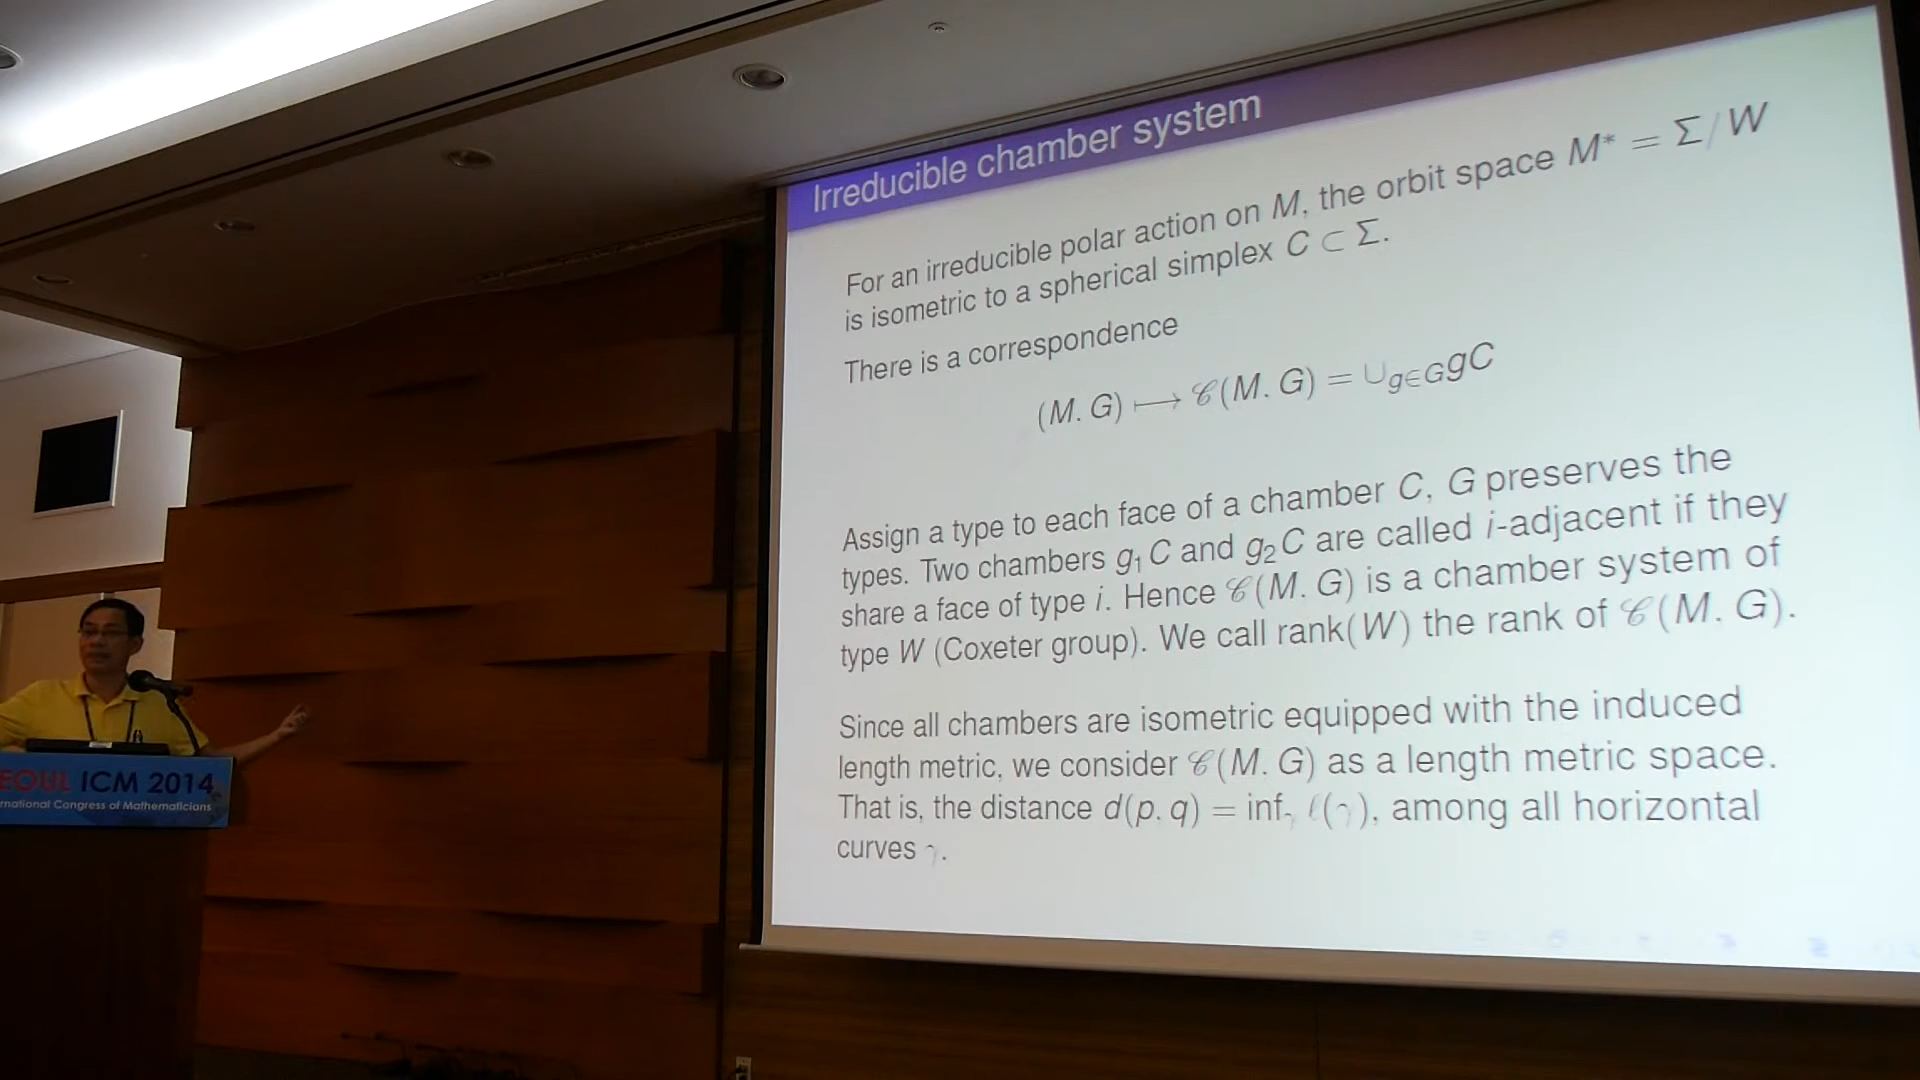 Irreducible chamber system
For an irreducible polar action on M, the orbit space M* = Σ/W
is isometric to a spherical simplex C ⊂ Σ.
There is a correspondence
(M, G) ⟼ 𝒞(M, G) = ∪g∈G gC
Assign a type to each face of a chamber C, G preserves the
types. Two chambers g₁C and g₂C are called i-adjacent if they
share a face of type i. Hence 𝒞(M, G) is a chamber system of
type W (Coxeter group). We call rank(W) the rank of 𝒞(M, G).
Since all chambers are isometric equipped with the induced
length metric, we consider 𝒞(M, G) as a length metric space.
That is, the distance d(p, q) = infγ ℓ(γ), among all horizontal
curves γ.
EOUL ICM 2014
rnational Congress of Mathematicians